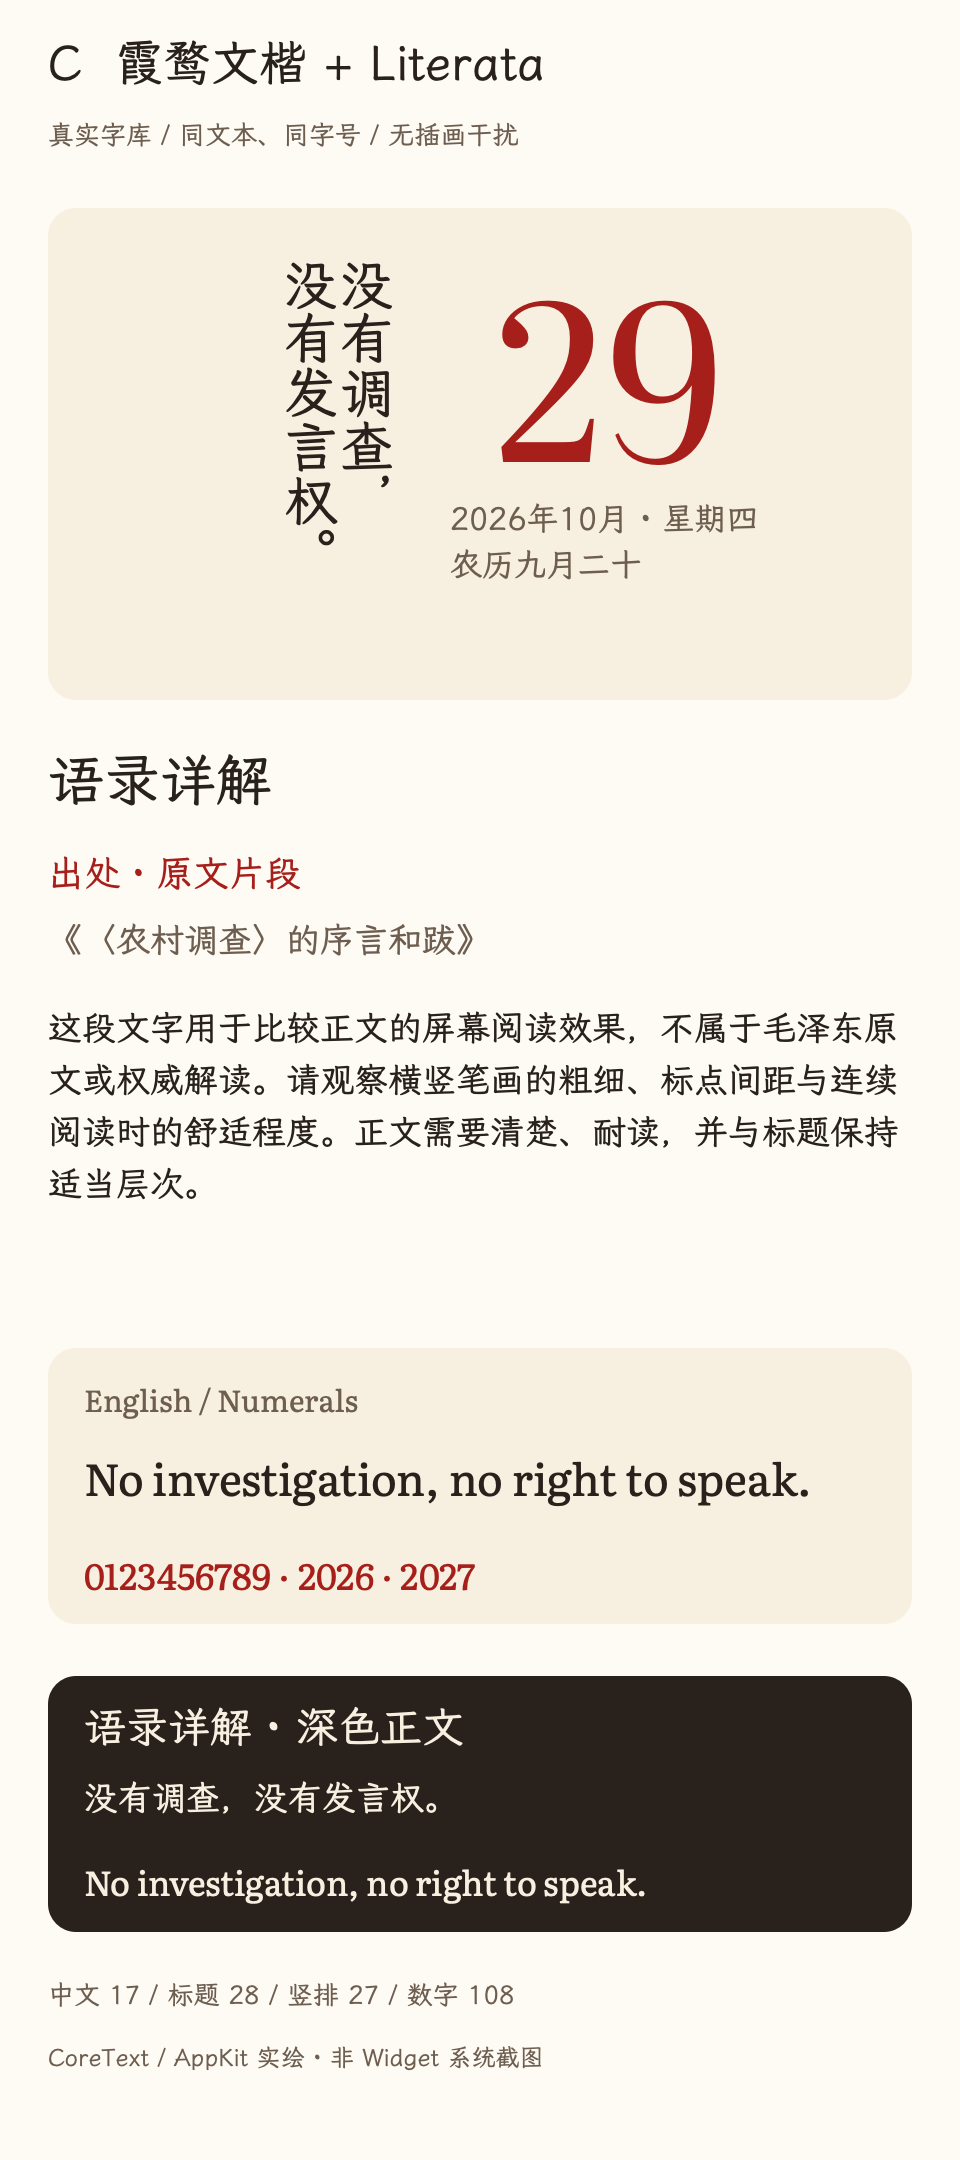 C 霞鹜文楷 + Literata
真实字库 / 同文本、同字号 / 无插画干扰
没有调查，
没有发言权。
29
2026年10月・星期四
农历九月二十
语录详解
出处・原文片段
《〈农村调查〉的序言和跋》
这段文字用于比较正文的屏幕阅读效果，不属于毛泽东原
文或权威解读。请观察横竖笔画的粗细、标点间距与连续
阅读时的舒适程度。正文需要清楚、耐读，并与标题保持
适当层次。
English / Numerals
No investigation, no right to speak.
0123456789 · 2026 · 2027
语录详解・深色正文
没有调查，没有发言权。
No investigation, no right to speak.
中文 17 / 标题 28 / 竖排 27 / 数字 108
CoreText / AppKit 实绘・非 Widget 系统截图